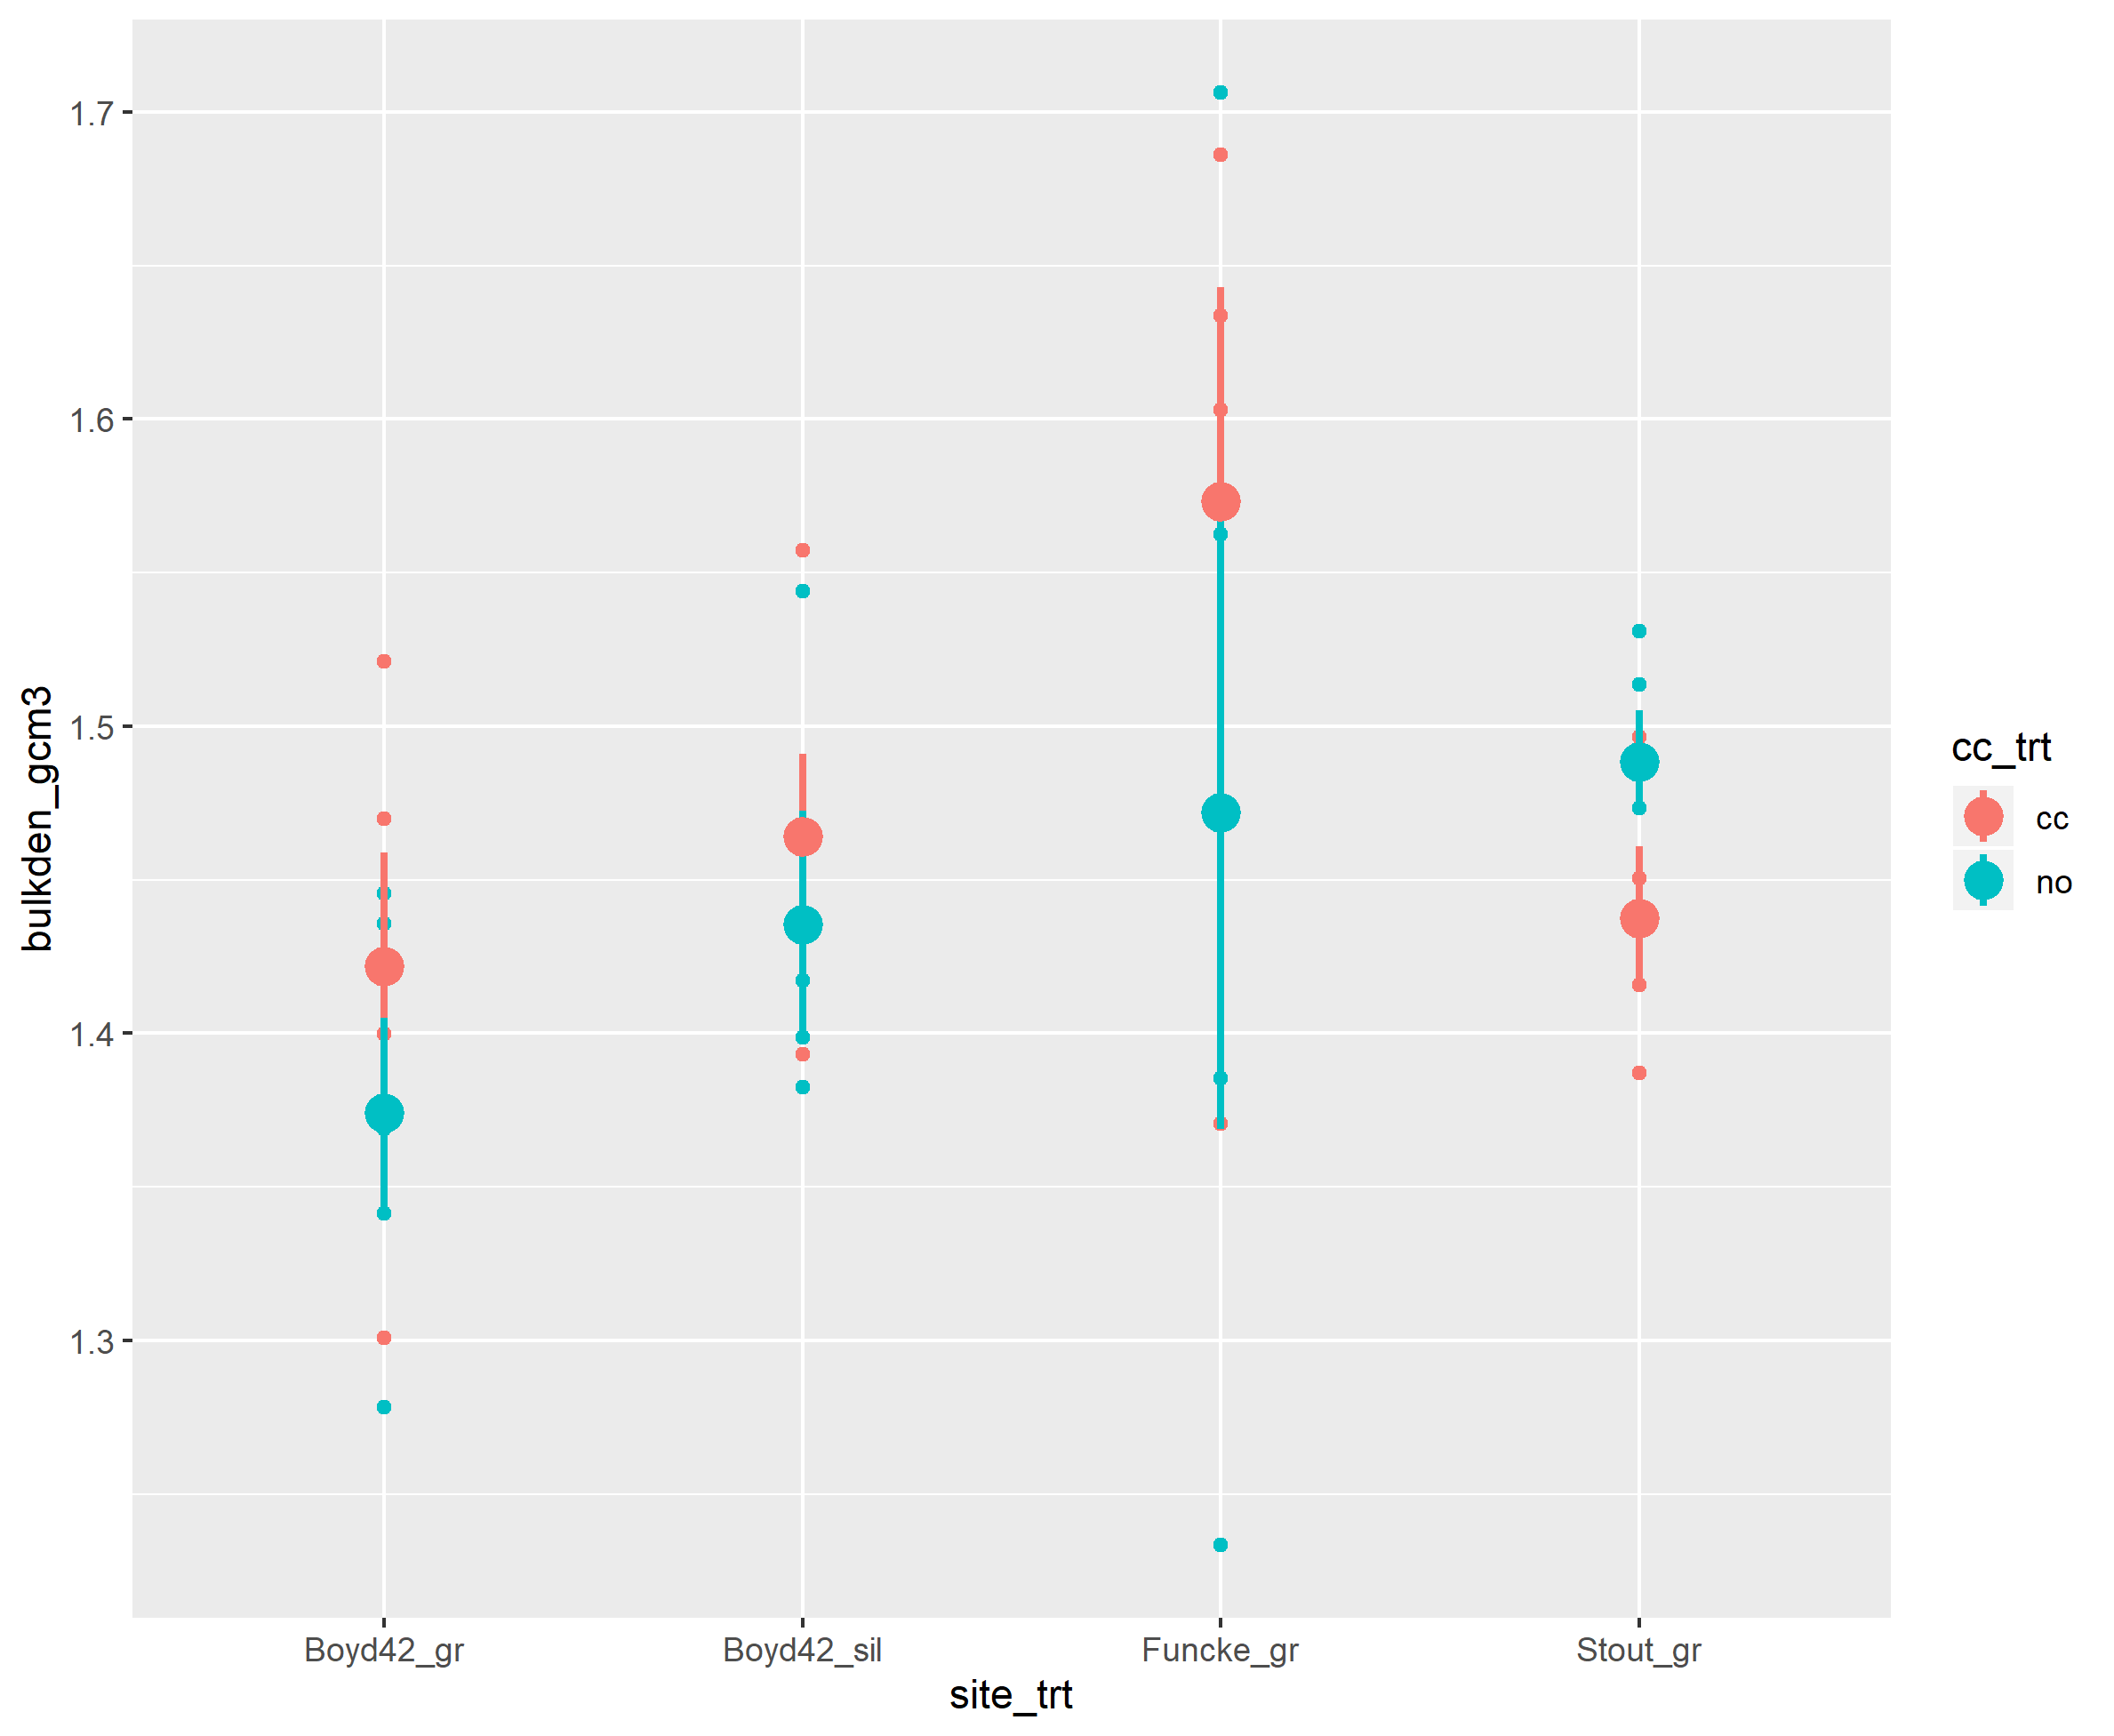 1.7
1.6
1.5
1.4
1.3
bulkden_gcm3
Boyd42_gr
Boyd42_sil
Funcke_gr
Stout_gr
site_trt
cc_trt
cc
no